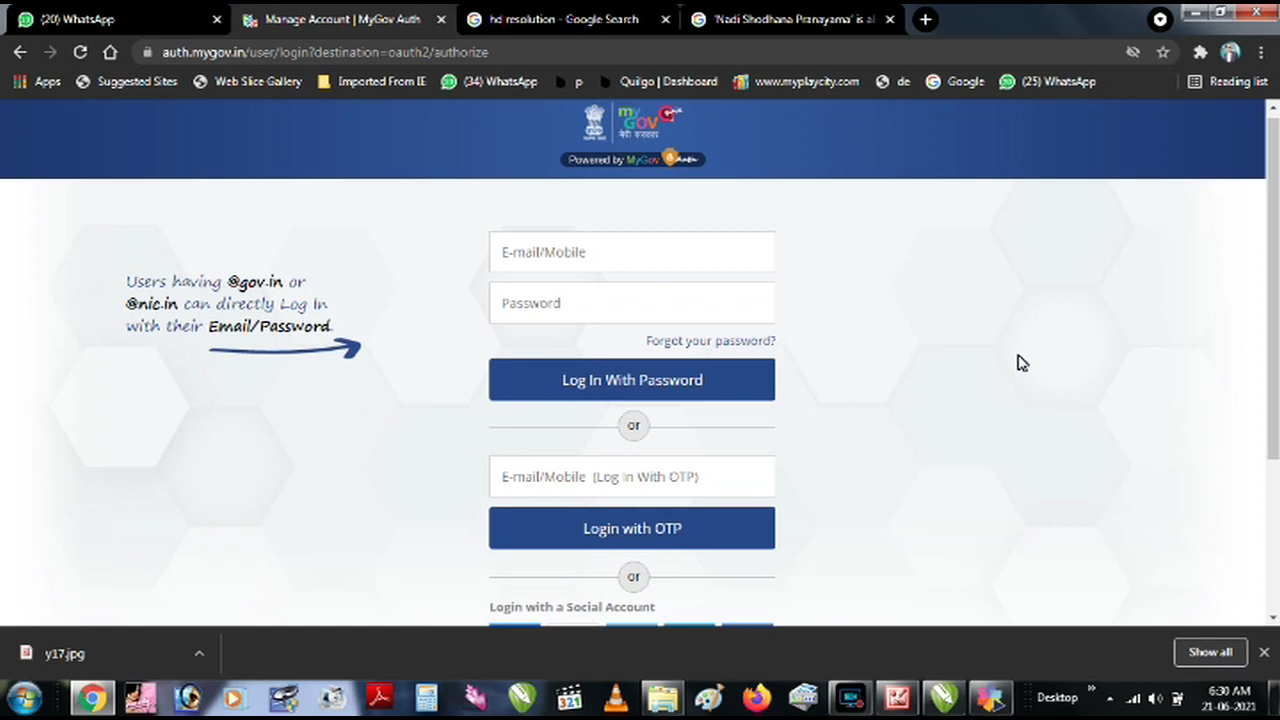 (20) WhatsApp
Manage Account | MyGov Auth
hd resolution - Google Search
'Nadi Shodhana Pranayama' is al
auth.mygov.in/user/login?destination=oauth2/authorize
Apps
Suggested Sites
Web Slice Gallery
Imported From IE
(34) WhatsApp
p
Quilgo | Dashboard
www.myplaycity.com
de
Google
(25) WhatsApp
Reading list
my
GOV
मेरी सरकार
Powered by MyGov
Users having @gov.in or
@nic.in can directly Log In
with their Email/Password.
E-mail/Mobile
Password
Forgot your password?
Log In With Password
or
E-mail/Mobile (Log In With OTP)
Login with OTP
or
Login with a Social Account
y17.jpg
Show all
321
Desktop
6:30 AM
21-06-2021